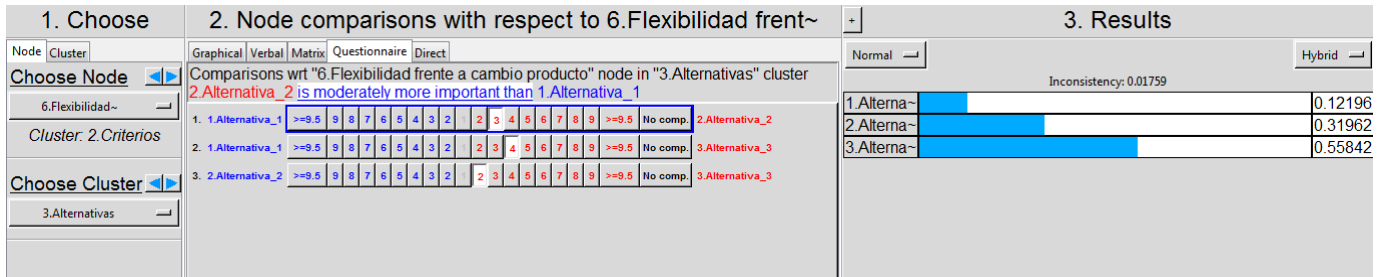 1. Choose
2. Node comparisons with respect to 6.Flexibilidad frent~
+
3. Results
Node Cluster
Graphical Verbal Matrix Questionnaire Direct
Normal
Hybrid
Choose Node
Comparisons wrt "6.Flexibilidad frente a cambio producto" node in "3.Alternativas" cluster
2.Alternativa_2 is moderately more important than 1.Alternativa_1
Inconsistency: 0.01759
6.Flexibilidad~
1. 1.Alternativa_1 >=9.5 9 8 7 6 5 4 3 2 1 2 3 4 5 6 7 8 9 >=9.5 No comp. 2.Alternativa_2
1.Alterna~ 0.12196
Cluster: 2.Criterios
2. 1.Alternativa_1 >=9.5 9 8 7 6 5 4 3 2 1 2 3 4 5 6 7 8 9 >=9.5 No comp. 3.Alternativa_3
2.Alterna~ 0.31962
3. 2.Alternativa_2 >=9.5 9 8 7 6 5 4 3 2 1 2 3 4 5 6 7 8 9 >=9.5 No comp. 3.Alternativa_3
3.Alterna~ 0.55842
Choose Cluster
3.Alternativas